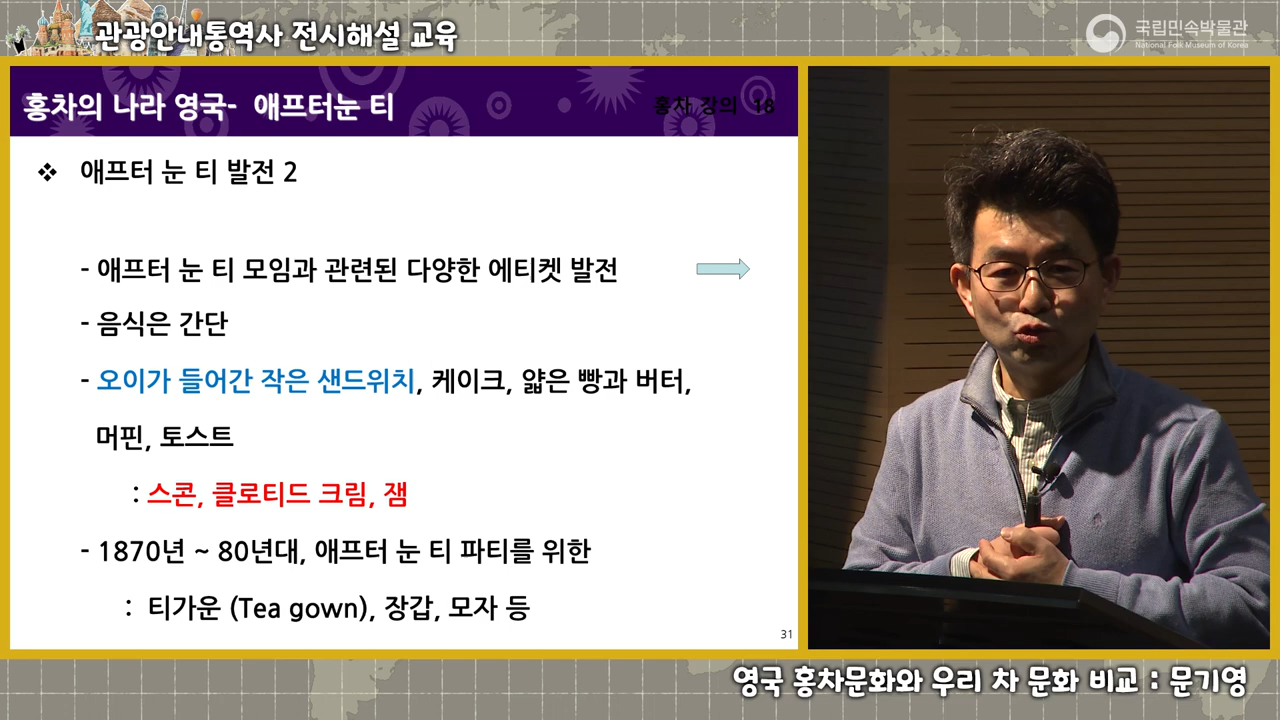 관광안내통역사 전시해설 교육
국립민속박물관
National Folk Museum of Korea
홍차의 나라 영국- 애프터눈 티
홍차 강의 18
❖ 애프터 눈 티 발전 2
- 애프터 눈 티 모임과 관련된 다양한 에티켓 발전
- 음식은 간단
- 오이가 들어간 작은 샌드위치, 케이크, 얇은 빵과 버터,
머핀, 토스트
: 스콘, 클로티드 크림, 잼
- 1870년 ~ 80년대, 애프터 눈 티 파티를 위한
: 티가운 (Tea gown), 장갑, 모자 등
31
영국 홍차문화와 우리 차 문화 비교 : 문기영